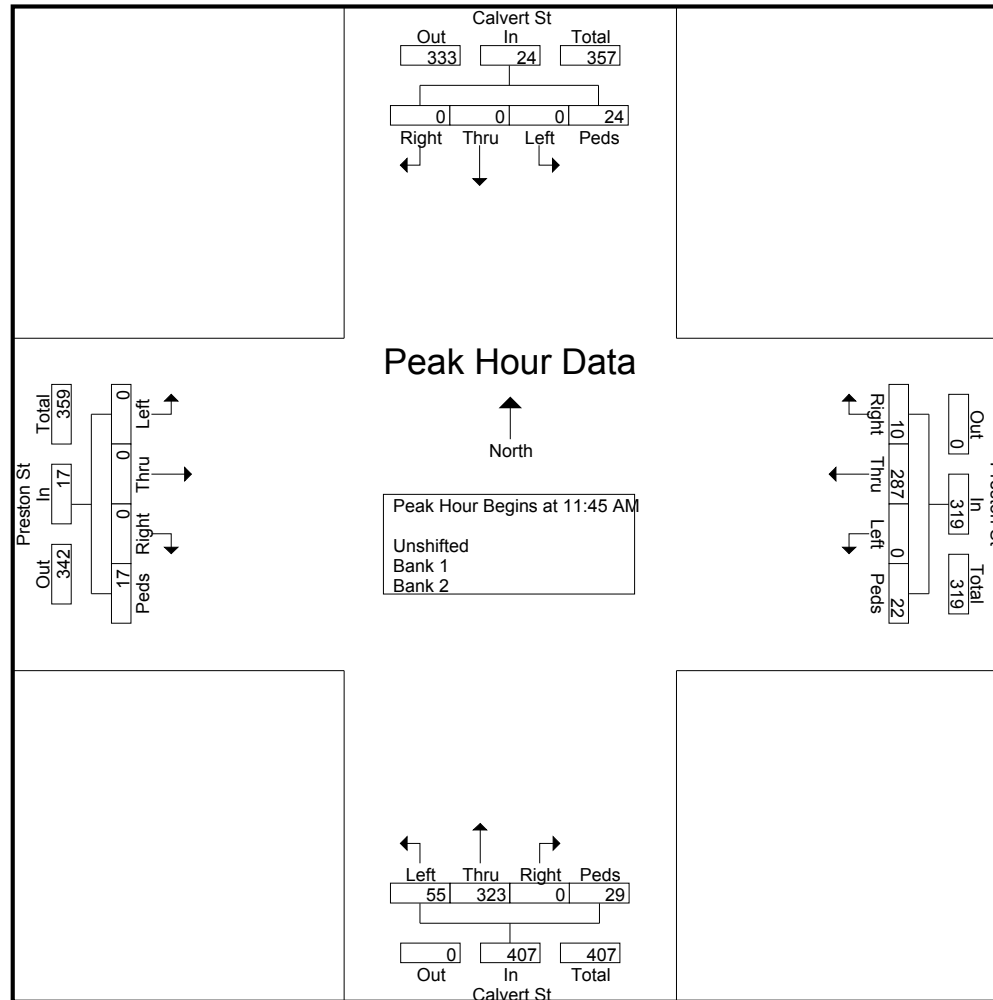 Calvert St
Out In Total
333 24 357
0 0 0 24
Right Thru Left Peds
Peak Hour Data
North
Peak Hour Begins at 11:45 AM
Unshifted
Bank 1
Bank 2
Preston St
Total In Out
359 17 342
0 0 0 17
Left Thru Right Peds
Right Thru Left Peds
10 287 0 22
0 319 319
Out In Total
Preston St
Left Thru Right Peds
55 323 0 29
0 407 407
Out In Total
Calvert St